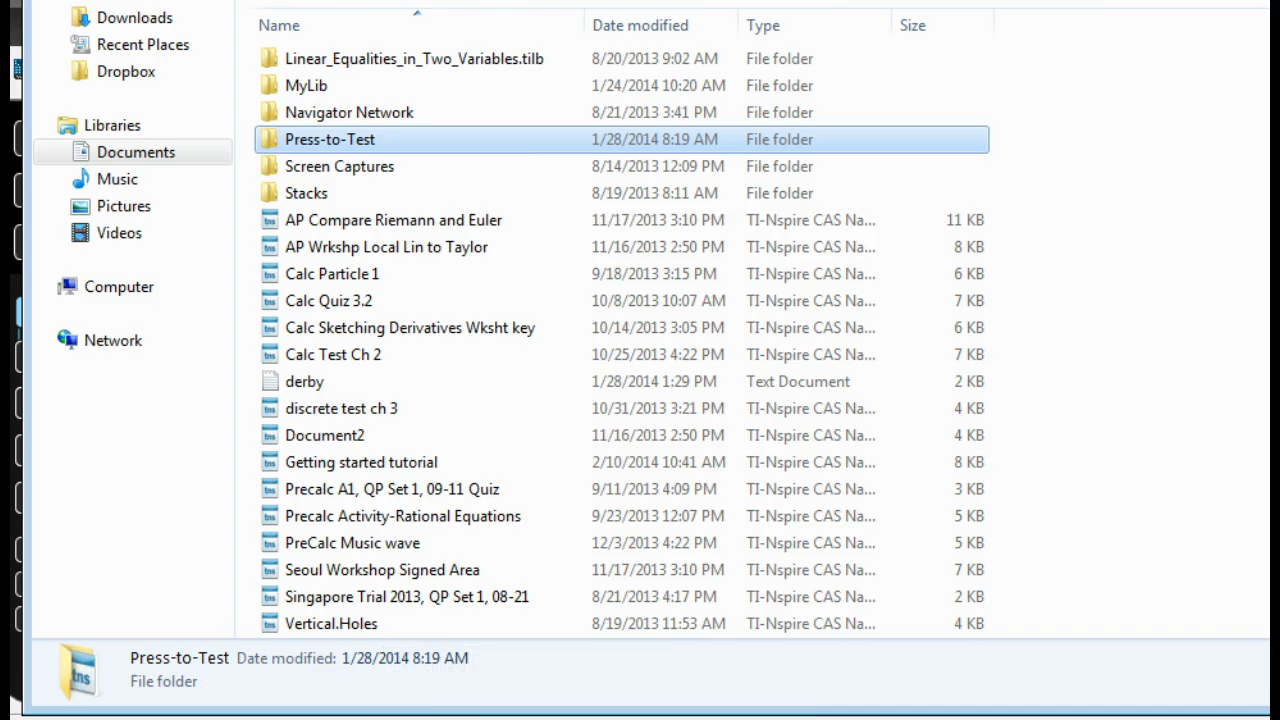 Downloads
Recent Places
Dropbox
Libraries
Documents
Music
Pictures
Videos
Computer
Network
Name Date modified Type Size
Linear_Equalities_in_Two_Variables.tilb 8/20/2013 9:02 AM File folder
MyLib 1/24/2014 10:20 AM File folder
Navigator Network 8/21/2013 3:41 PM File folder
Press-to-Test 1/28/2014 8:19 AM File folder
Screen Captures 8/14/2013 12:09 PM File folder
Stacks 8/19/2013 8:11 AM File folder
AP Compare Riemann and Euler 11/17/2013 3:10 PM TI-Nspire CAS Na... 11 KB
AP Wrkshp Local Lin to Taylor 11/16/2013 2:50 PM TI-Nspire CAS Na... 8 KB
Calc Particle 1 9/18/2013 3:15 PM TI-Nspire CAS Na... 6 KB
Calc Quiz 3.2 10/8/2013 10:07 AM TI-Nspire CAS Na... 7 KB
Calc Sketching Derivatives Wksht key 10/14/2013 3:05 PM TI-Nspire CAS Na... 6 KB
Calc Test Ch 2 10/25/2013 4:22 PM TI-Nspire CAS Na... 7 KB
derby 1/28/2014 1:29 PM Text Document 2 KB
discrete test ch 3 10/31/2013 3:21 PM TI-Nspire CAS Na... 4 KB
Document2 11/16/2013 2:50 PM TI-Nspire CAS Na... 4 KB
Getting started tutorial 2/10/2014 10:41 AM TI-Nspire CAS Na... 8 KB
Precalc A1, QP Set 1, 09-11 Quiz 9/11/2013 4:09 PM TI-Nspire CAS Na... 3 KB
Precalc Activity-Rational Equations 9/23/2013 12:07 PM TI-Nspire CAS Na... 5 KB
PreCalc Music wave 12/3/2013 4:22 PM TI-Nspire CAS Na... 5 KB
Seoul Workshop Signed Area 11/17/2013 3:10 PM TI-Nspire CAS Na... 7 KB
Singapore Trial 2013, QP Set 1, 08-21 8/21/2013 4:17 PM TI-Nspire CAS Na... 2 KB
Vertical.Holes 8/19/2013 11:53 AM TI-Nspire CAS Na... 4 KB
tns
Press-to-Test Date modified: 1/28/2014 8:19 AM
File folder